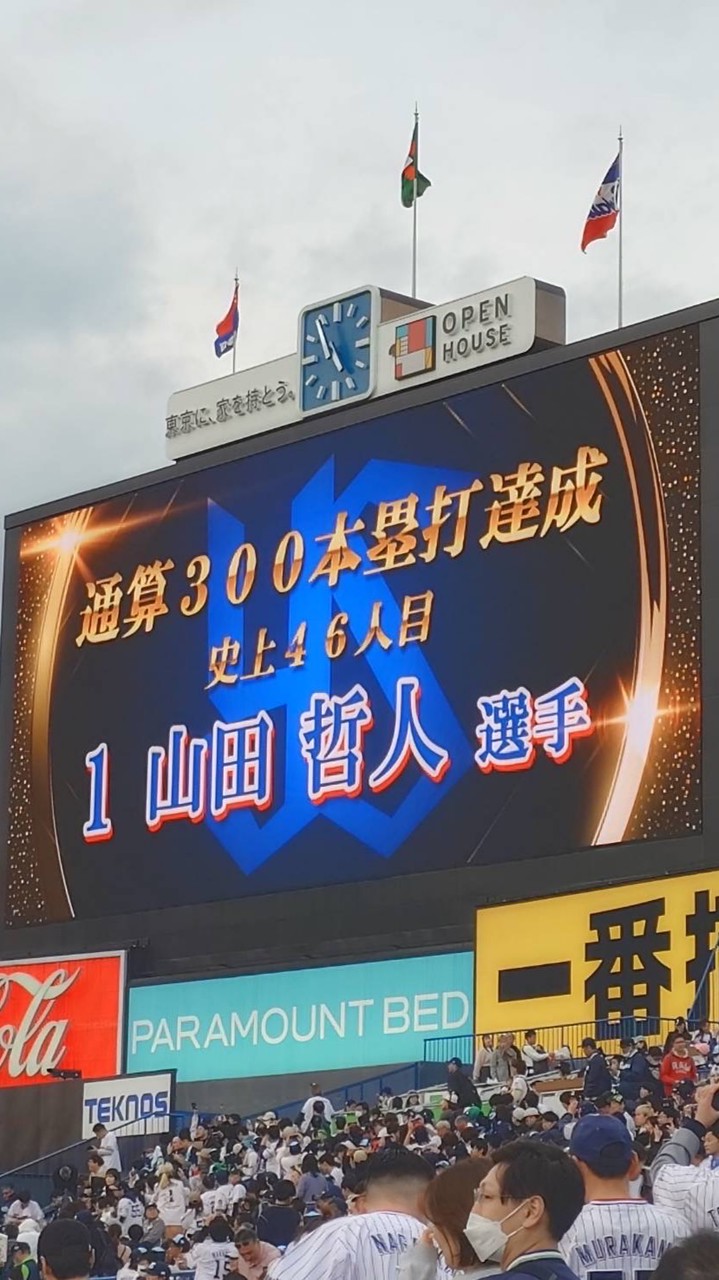 東京に、家を持とう。
OPEN
HOUSE
通算300本塁打達成
史上46人目
1 山田 哲人 選手
PARAMOUNT BED
一番
TEKNOS
MURAKAM